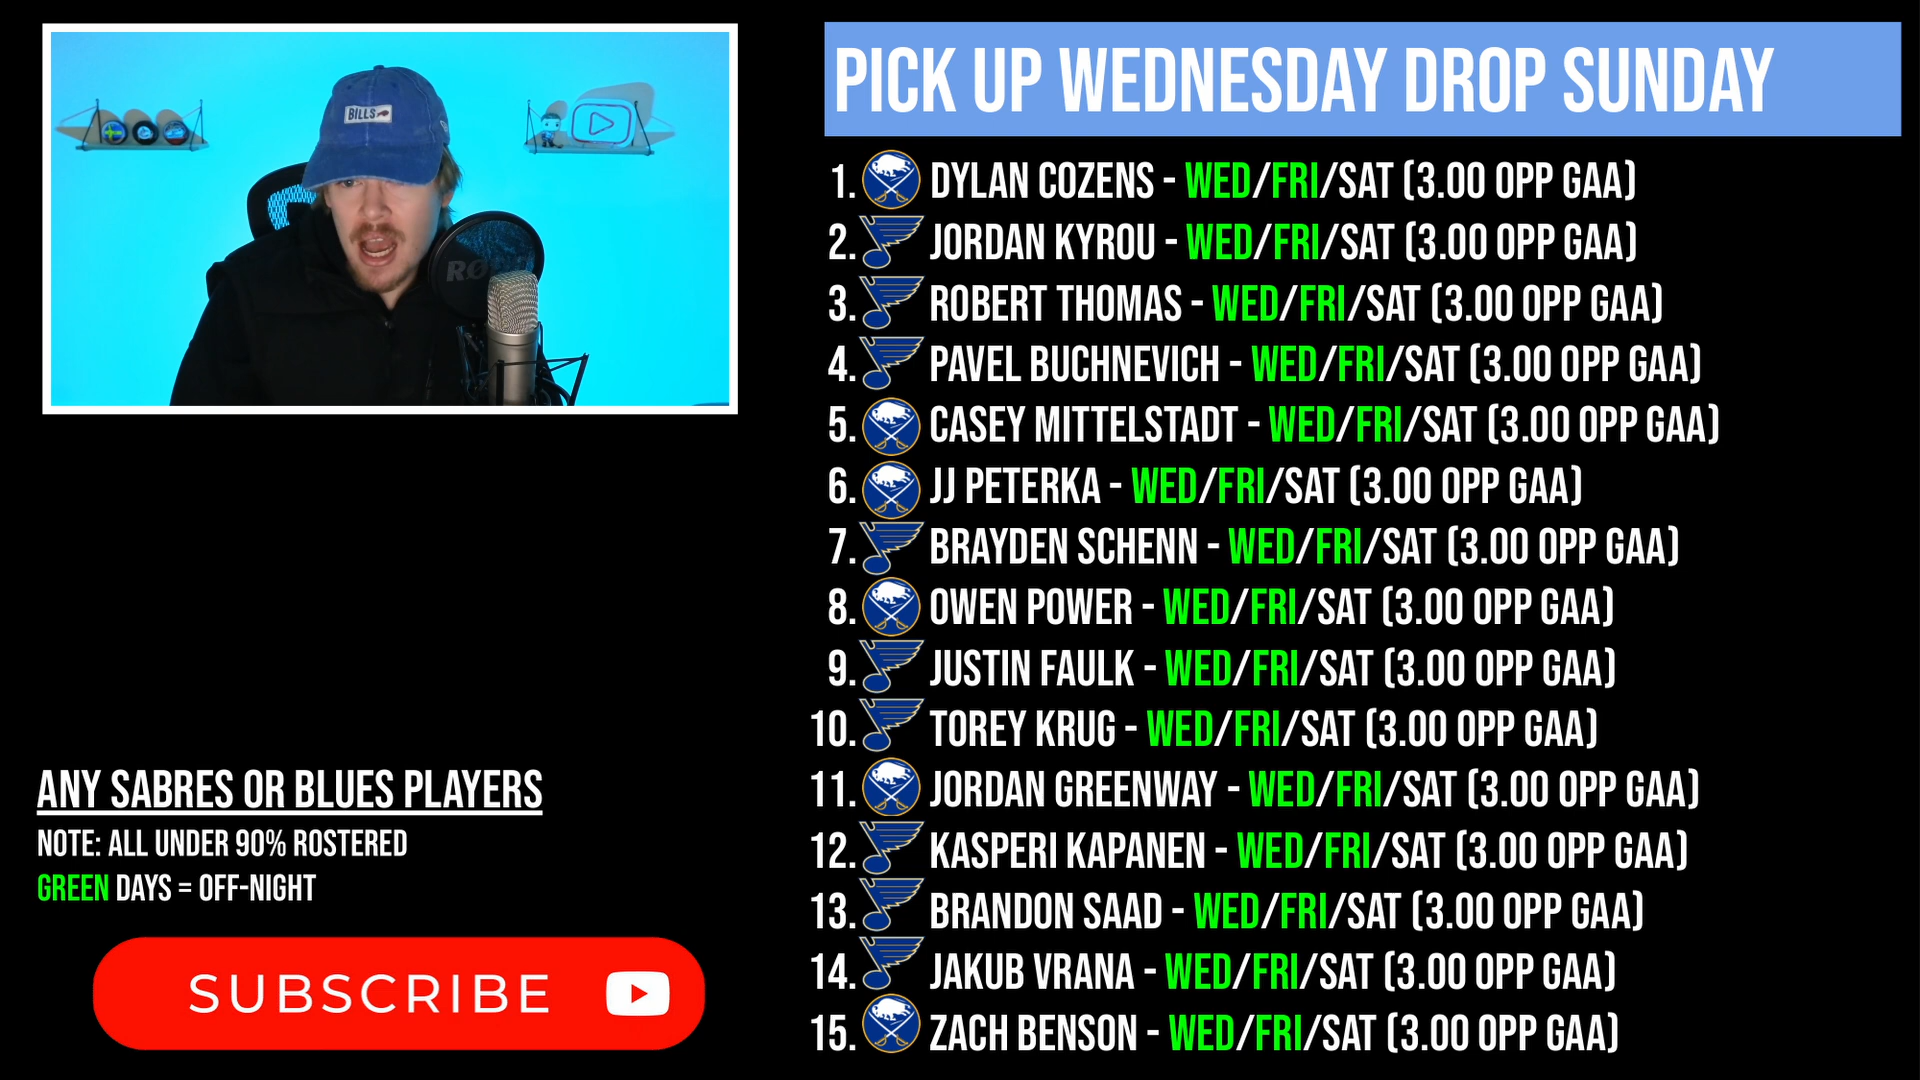 BILLS
RØ
PICK UP WEDNESDAY DROP SUNDAY
1. DYLAN COZENS - WED/FRI/SAT (3.00 OPP GAA)
2. JORDAN KYROU - WED/FRI/SAT (3.00 OPP GAA)
3. ROBERT THOMAS - WED/FRI/SAT (3.00 OPP GAA)
4. PAVEL BUCHNEVICH - WED/FRI/SAT (3.00 OPP GAA)
5. CASEY MITTELSTADT - WED/FRI/SAT (3.00 OPP GAA)
6. JJ PETERKA - WED/FRI/SAT (3.00 OPP GAA)
7. BRAYDEN SCHENN - WED/FRI/SAT (3.00 OPP GAA)
8. OWEN POWER - WED/FRI/SAT (3.00 OPP GAA)
9. JUSTIN FAULK - WED/FRI/SAT (3.00 OPP GAA)
10. TOREY KRUG - WED/FRI/SAT (3.00 OPP GAA)
11. JORDAN GREENWAY - WED/FRI/SAT (3.00 OPP GAA)
12. KASPERI KAPANEN - WED/FRI/SAT (3.00 OPP GAA)
13. BRANDON SAAD - WED/FRI/SAT (3.00 OPP GAA)
14. JAKUB VRANA - WED/FRI/SAT (3.00 OPP GAA)
15. ZACH BENSON - WED/FRI/SAT (3.00 OPP GAA)
ANY SABRES OR BLUES PLAYERS
NOTE: ALL UNDER 90% ROSTERED
GREEN DAYS = OFF-NIGHT
SUBSCRIBE